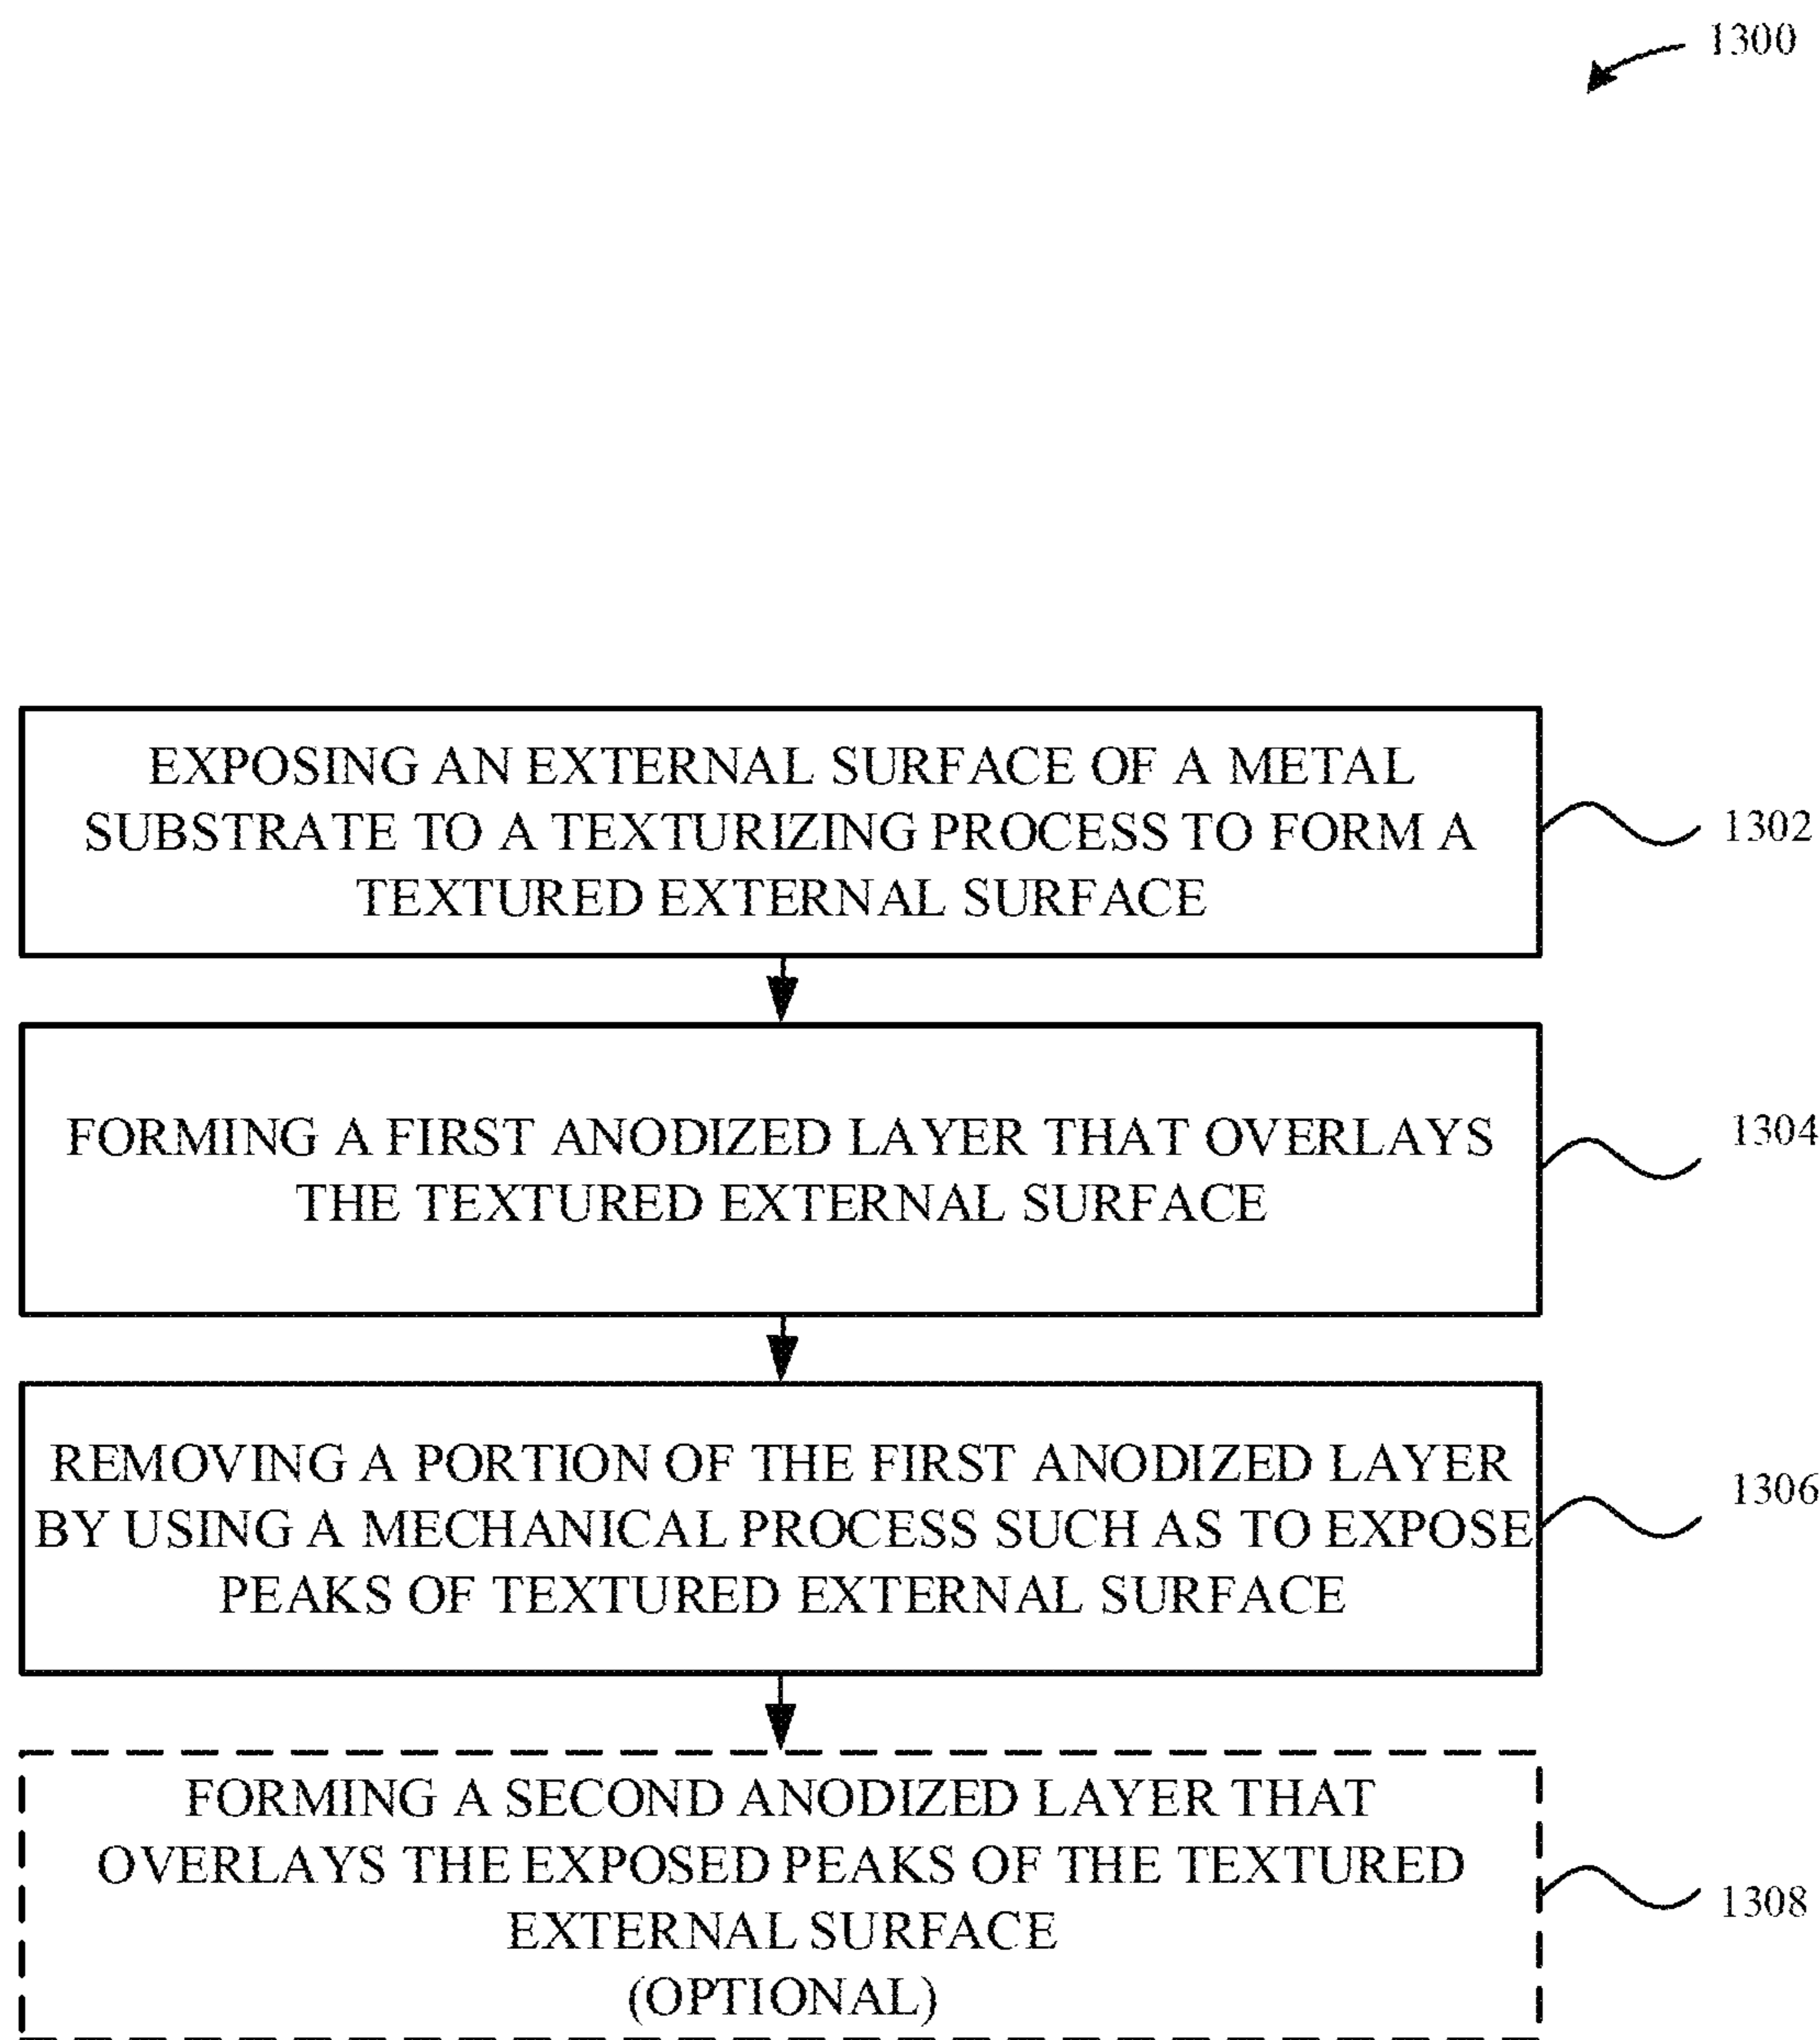 1300
EXPOSING AN EXTERNAL SURFACE OF A METAL
SUBSTRATE TO A TEXTURIZING PROCESS TO FORM A
TEXTURED EXTERNAL SURFACE
1302
FORMING A FIRST ANODIZED LAYER THAT OVERLAYS
THE TEXTURED EXTERNAL SURFACE
1304
REMOVING A PORTION OF THE FIRST ANODIZED LAYER
BY USING A MECHANICAL PROCESS SUCH AS TO EXPOSE
PEAKS OF TEXTURED EXTERNAL SURFACE
1306
FORMING A SECOND ANODIZED LAYER THAT
OVERLAYS THE EXPOSED PEAKS OF THE TEXTURED
EXTERNAL SURFACE
(OPTIONAL)
1308